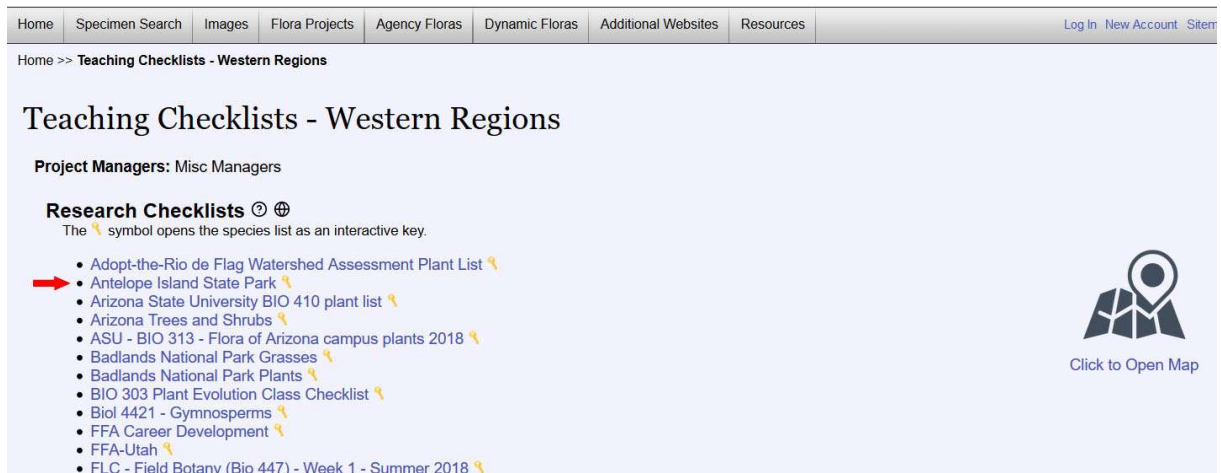 Home Specimen Search Images Flora Projects Agency Floras Dynamic Floras Additional Websites Resources Log In New Account Sitem
Home >> Teaching Checklists - Western Regions
Teaching Checklists - Western Regions
Project Managers: Misc Managers
Research Checklists
The symbol opens the species list as an interactive key.
Adopt-the-Rio de Flag Watershed Assessment Plant List
Antelope Island State Park
Arizona State University BIO 410 plant list
Arizona Trees and Shrubs
ASU - BIO 313 - Flora of Arizona campus plants 2018
Badlands National Park Grasses
Badlands National Park Plants
BIO 303 Plant Evolution Class Checklist
Biol 4421 - Gymnosperms
FFA Career Development
FFA-Utah
FLC - Field Botany (Bio 447) - Week 1 - Summer 2018
Click to Open Map